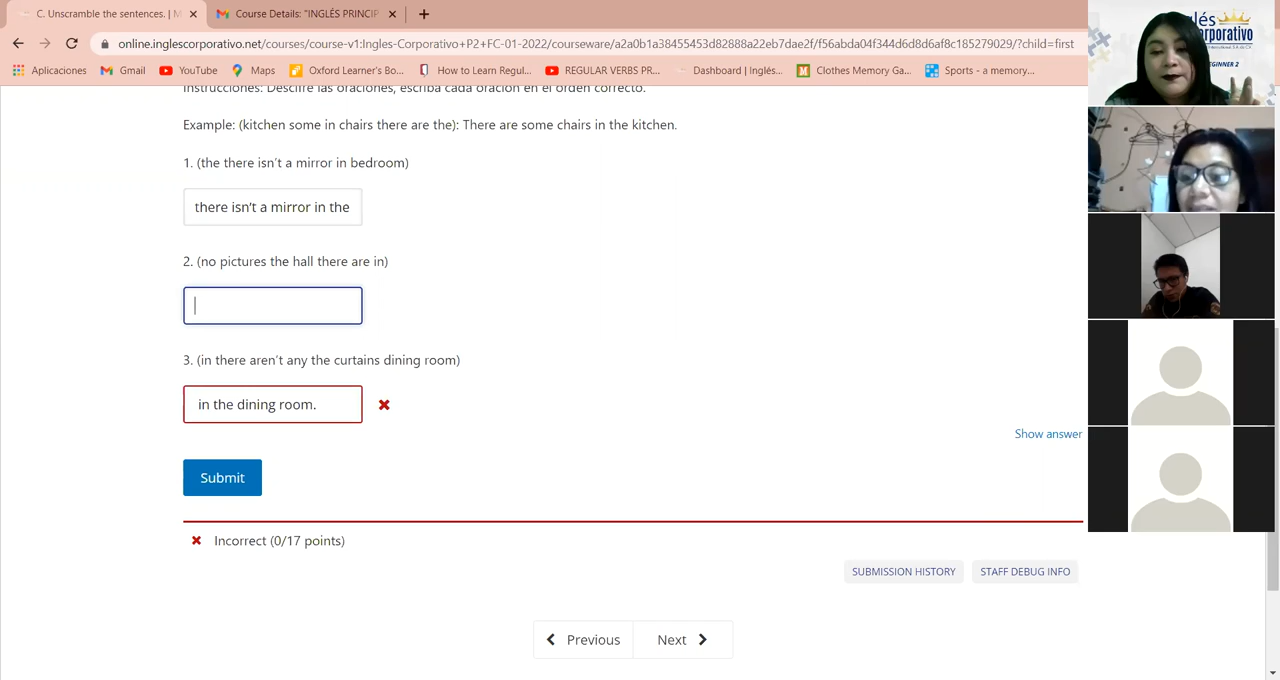 C. Unscramble the sentences. | M
Course Details: "INGLÉS PRINCIP
online.inglescorporativo.net/courses/course-v1:Ingles-Corporativo+P2+FC-01-2022/courseware/a2a0b1a38455453d82888a22eb7dae2f/f56abda04f344d6d8d6af8c185279029/?child=first
Aplicaciones Gmail YouTube Maps Oxford Learner's Bo... How to Learn Regul... REGULAR VERBS PR... Dashboard | Inglés... Clothes Memory Ga... Sports - a memory...
Instrucciones: Descifre las oraciones, escriba cada oración en el orden correcto.
Example: (kitchen some in chairs there are the): There are some chairs in the kitchen.
1. (the there isn't a mirror in bedroom)
there isn't a mirror in the
2. (no pictures the hall there are in)
3. (in there aren't any the curtains dining room)
in the dining room.
Show answer
Submit
Incorrect (0/17 points)
SUBMISSION HISTORY STAFF DEBUG INFO
Previous Next